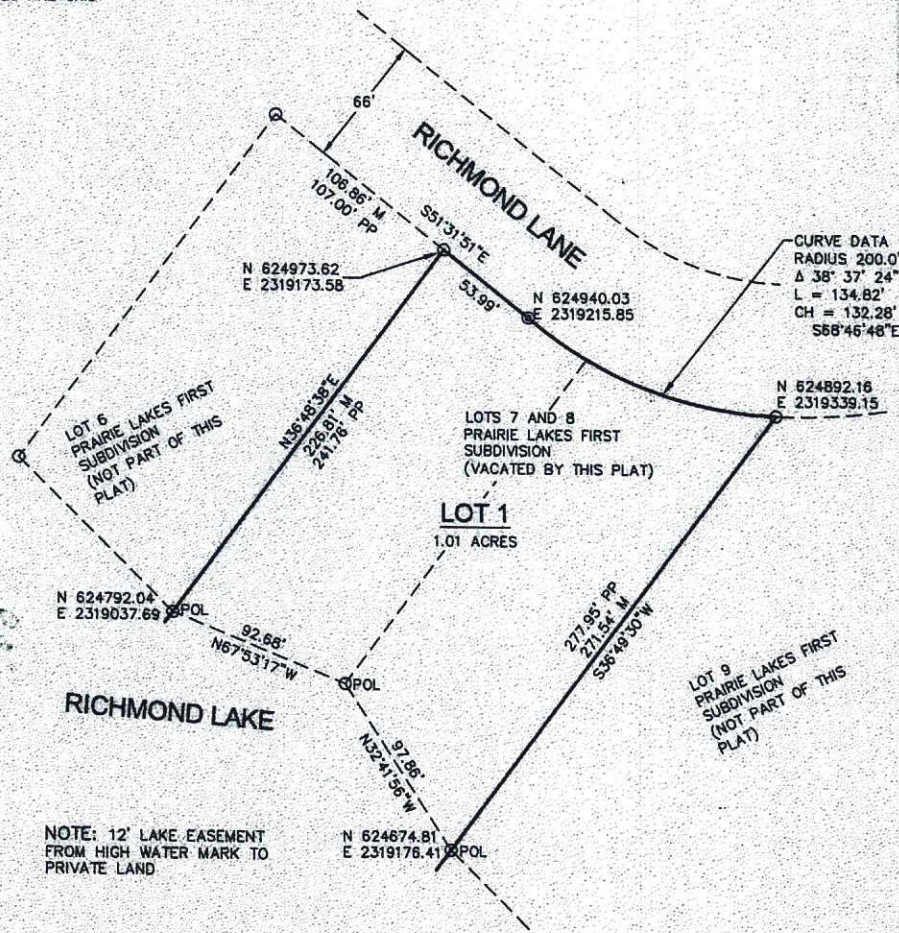 66'
RICHMOND LANE
106.86' M
107.00' PP
S51°31'51"E
53.99'
N 624973.62
E 2319173.58
N 624940.03
E 2319215.85
CURVE DATA
RADIUS 200.0'
Δ 38° 37' 24"
L = 134.82'
CH = 132.28'
S68°46'48"E
N 624892.16
E 2319339.15
LOT 6
PRAIRIE LAKES FIRST
SUBDIVISION
(NOT PART OF THIS
PLAT)
N36°48'38"E
226.81' M
241.76' PP
LOTS 7 AND 8
PRAIRIE LAKES FIRST
SUBDIVISION
(VACATED BY THIS PLAT)
LOT 1
1.01 ACRES
277.95' PP
271.54' M
S36°49'30"W
LOT 9
PRAIRIE LAKES FIRST
SUBDIVISION
(NOT PART OF THIS
PLAT)
N 624792.04
E 2319037.69
POL
92.68'
N67°53'17"W
POL
RICHMOND LAKE
97.86'
N32°41'56"W
NOTE: 12' LAKE EASEMENT
FROM HIGH WATER MARK TO
PRIVATE LAND
N 624674.81
E 2319176.41
POL